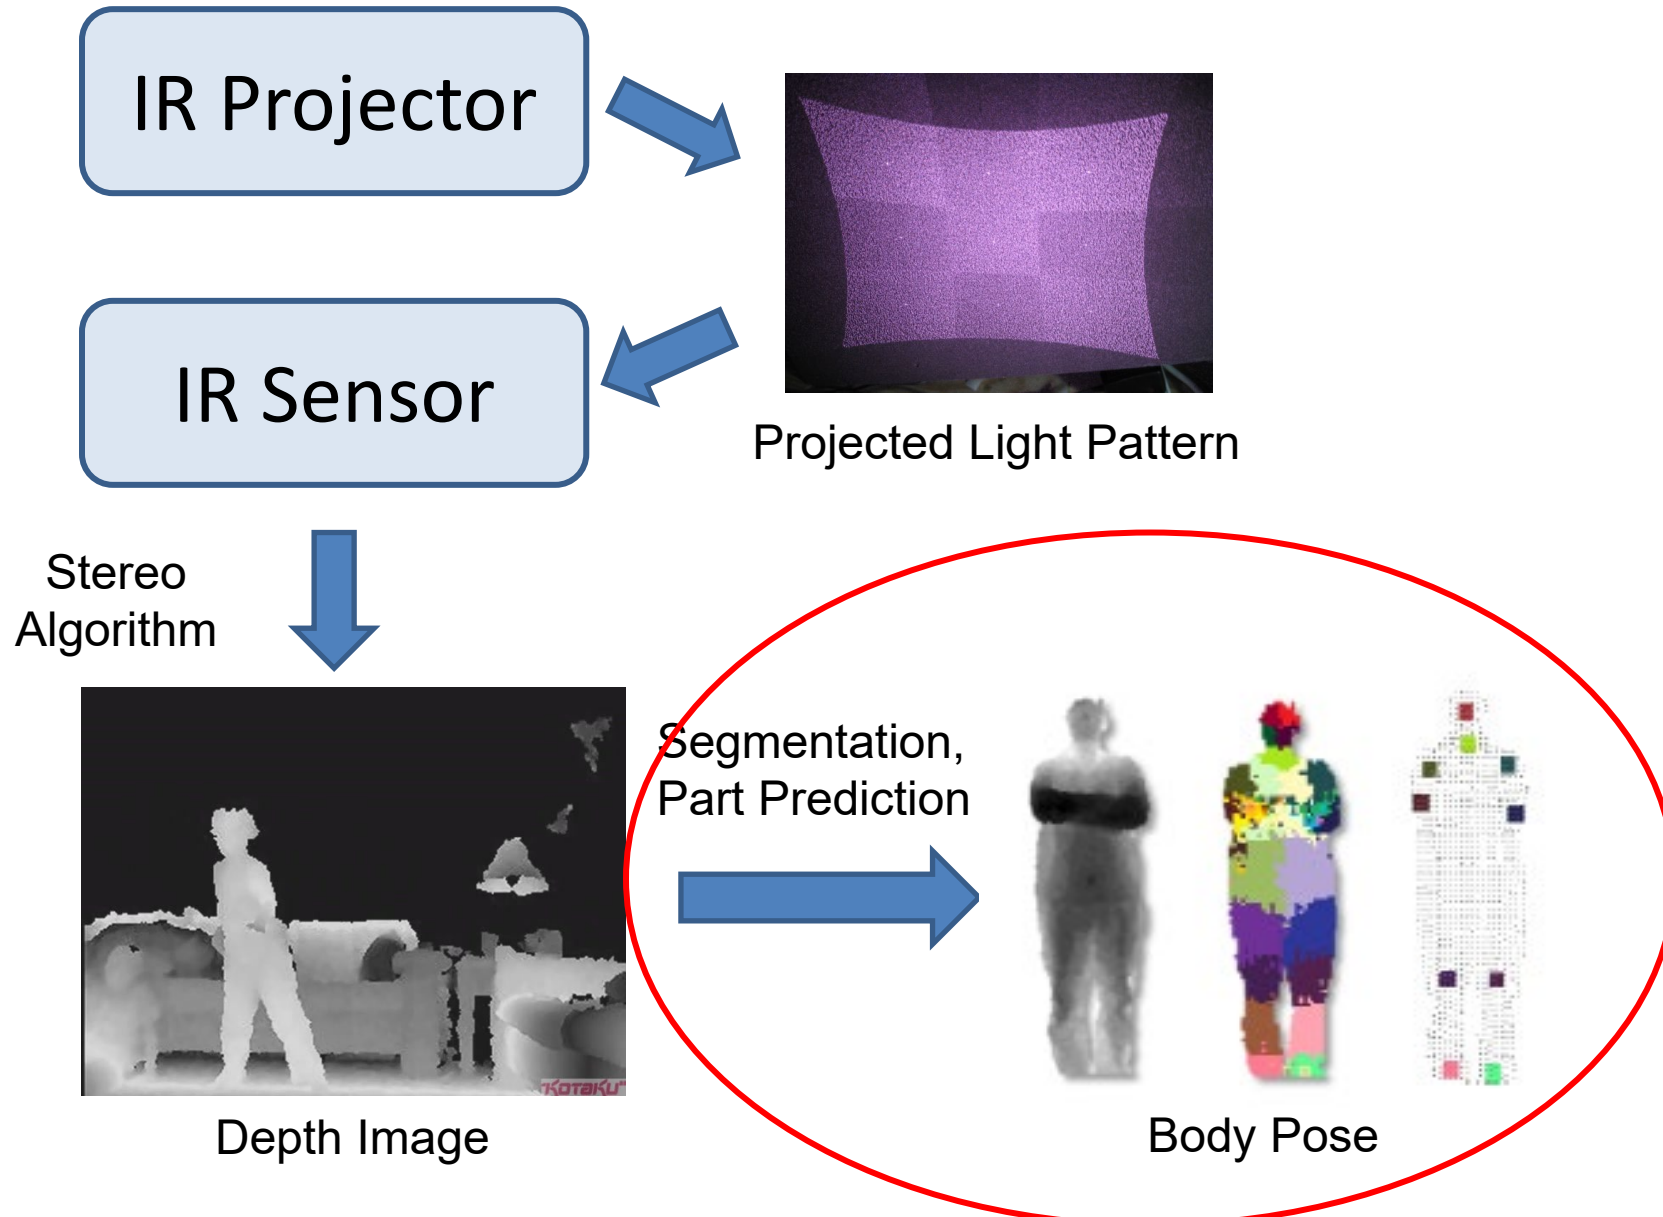 IR Projector
IR Sensor
Projected Light Pattern
Stereo
Algorithm
Segmentation,
Part Prediction
KOTAKU
Depth Image
Body Pose